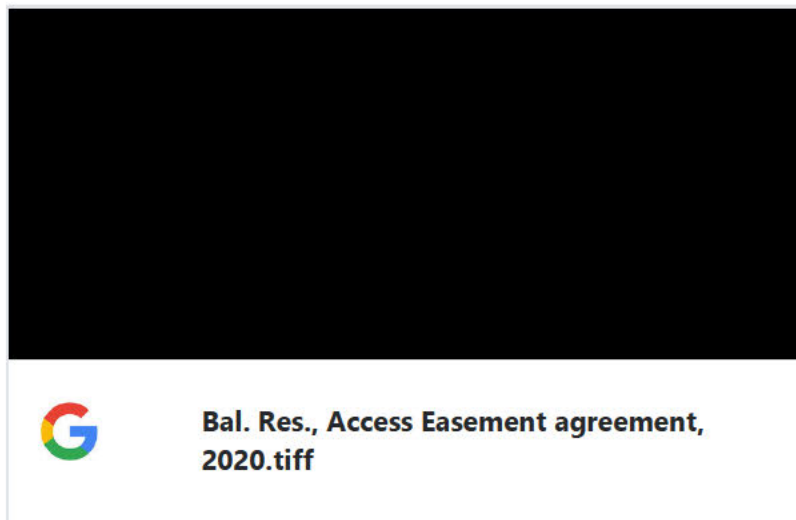 Bal. Res., Access Easement agreement,
2020.tiff